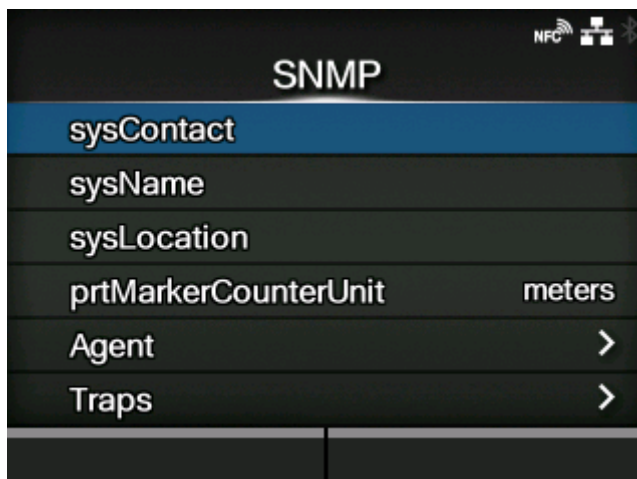 NFC
SNMP
sysContact
sysName
sysLocation
prtMarkerCounterUnit meters
Agent
Traps